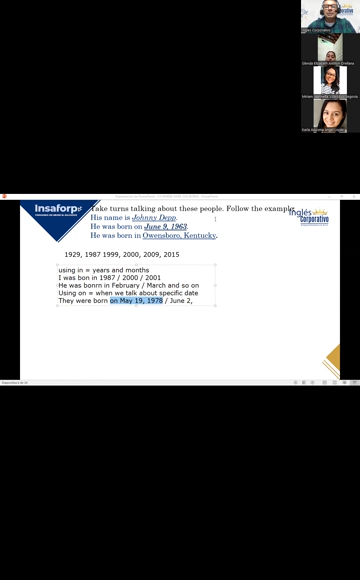 Inglés Corporativo
Insaforp
Take turns talking about these people. Follow the example.
His name is Johnny Depp.
He was born on June 9, 1963.
He was born in Owensboro, Kentucky.
Inglés
Corporativo
1929, 1987 1999, 2000, 2009, 2015
using in = years and months
I was bon in 1987 / 2000 / 2001
He was bonrn in February / March and so on
Using on = when we talk about specific date
They were born on May 19, 1978 / June 2,